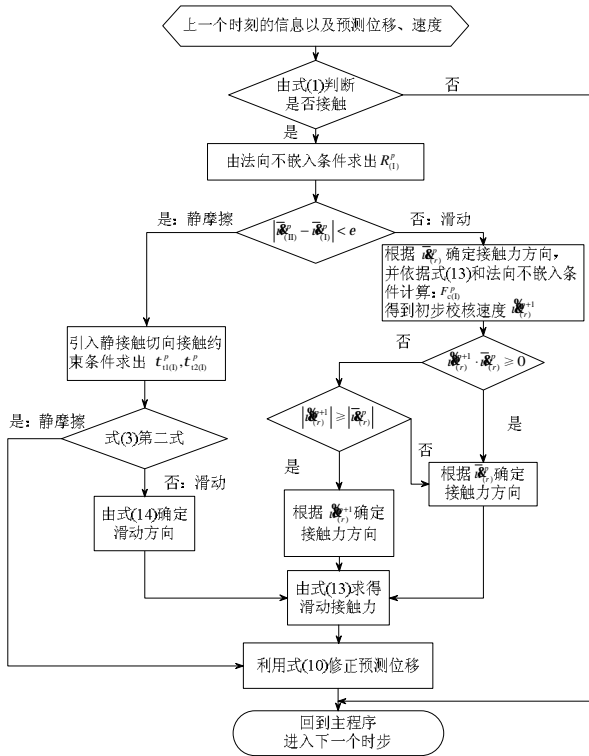 上一个时刻的信息以及预测位移、速度
由式(1)判断
是否接触
否
是
由法向不嵌入条件求出 R^p_(I)
是：静摩擦
否：滑动
< e
根据 确定接触力方向，
并依据式(13)和法向不嵌入条
件计算：F^p_c(I)
得到初步校核速度
引入静接触切向接触约
束条件求出 t^p_t1(I), t^p_t2(I)
否
≥ 0
是：静摩擦
式(3)第二式
≥
否
是
是
否：滑动
根据 确定
接触力方向
由式(14)确定
滑动方向
根据 确定
接触力方向
由式(13)求得
滑动接触力
利用式(10)修正预测位移
回到主程序
进入下一个时步